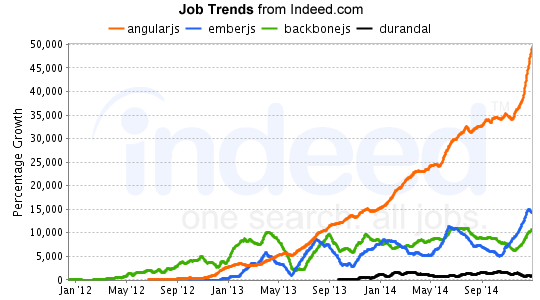 Job Trends from Indeed.com
angularjs emberjs backbonejs durandal
Percentage Growth
50,000
45,000
40,000
35,000
30,000
25,000
20,000
15,000
10,000
5,000
0
indeed™
one search. all jobs.
Jan '12 May '12 Sep '12 Jan '13 May '13 Sep '13 Jan '14 May '14 Sep '14